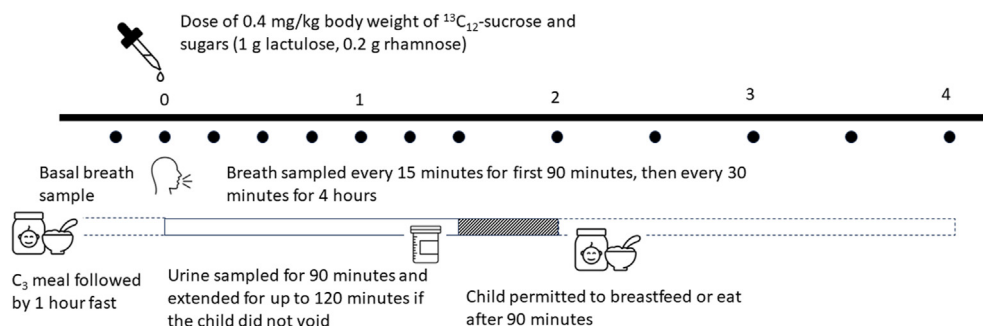 Dose of 0.4 mg/kg body weight of ¹³C₁₂-sucrose and
sugars (1 g lactulose, 0.2 g rhamnose)
0 1 2 3 4
Basal breath
sample
Breath sampled every 15 minutes for first 90 minutes, then every 30
minutes for 4 hours
C₃ meal followed
by 1 hour fast
Urine sampled for 90 minutes and
extended for up to 120 minutes if
the child did not void
Child permitted to breastfeed or eat
after 90 minutes